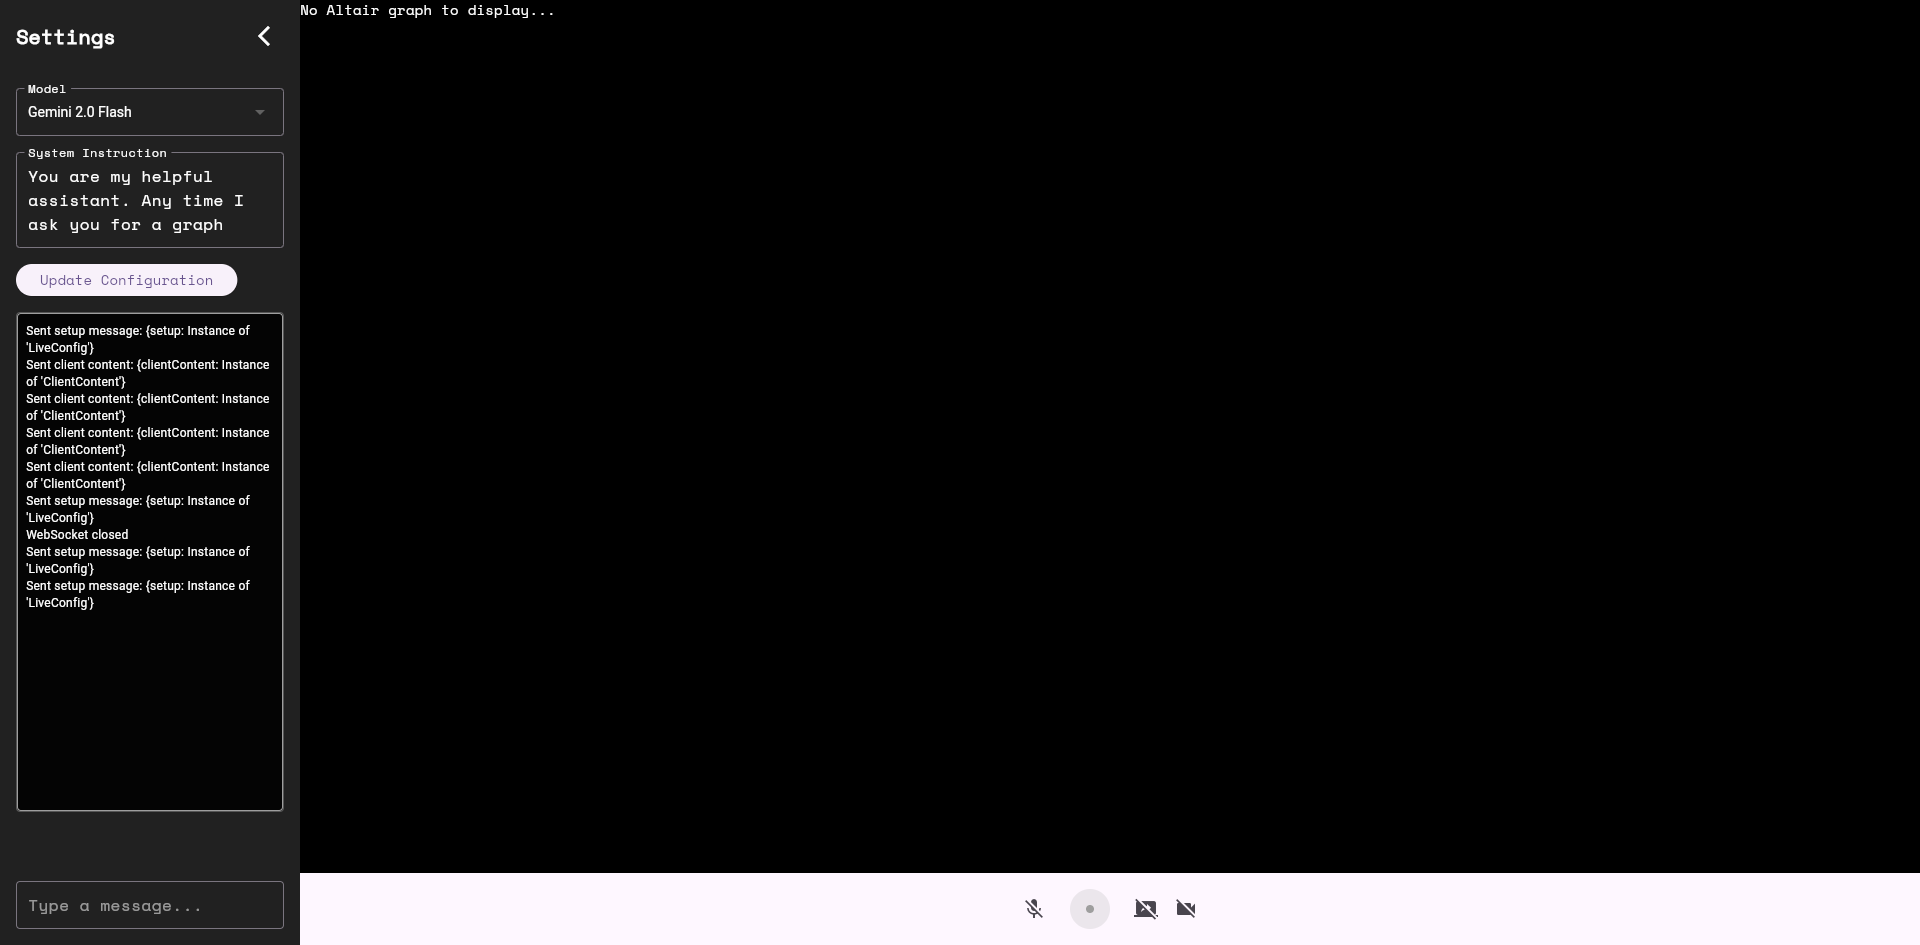 Settings
Model
Gemini 2.0 Flash
System Instruction
You are my helpful
assistant. Any time I
ask you for a graph
Update Configuration
Sent setup message: {setup: Instance of
'LiveConfig'}
Sent client content: {clientContent: Instance
of 'ClientContent'}
Sent client content: {clientContent: Instance
of 'ClientContent'}
Sent client content: {clientContent: Instance
of 'ClientContent'}
Sent client content: {clientContent: Instance
of 'ClientContent'}
Sent setup message: {setup: Instance of
'LiveConfig'}
WebSocket closed
Sent setup message: {setup: Instance of
'LiveConfig'}
Sent setup message: {setup: Instance of
'LiveConfig'}
Type a message...
No Altair graph to display...